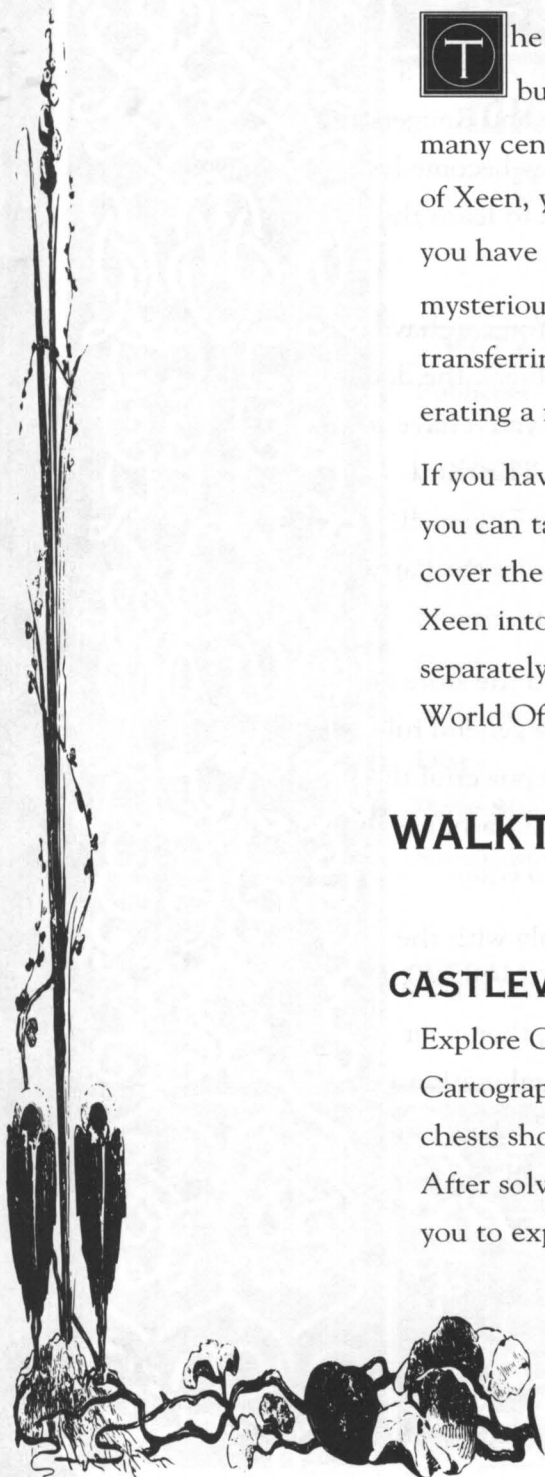 The
bu
many cen
of Xeen, y
you have
mysteriou
transferrin
erating a r
If you hav
you can ta
cover the
Xeen into
separately
World Of
WALKT
CASTLEV
Explore C
Cartograp
chests sho
After solv
you to exp